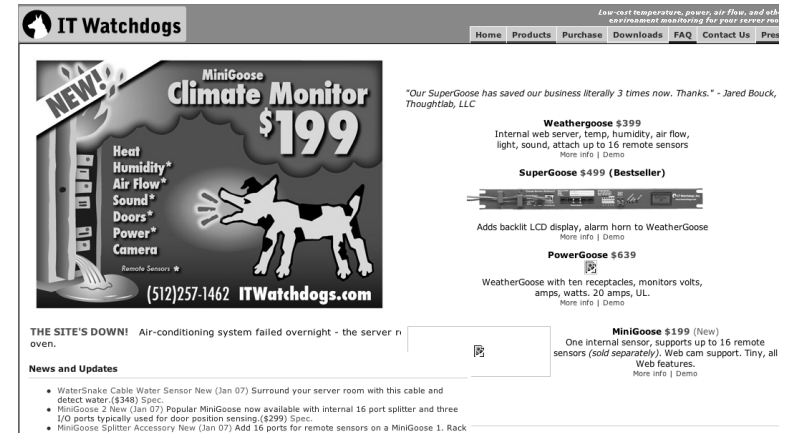 Low-cost temperature, power, air flow, and
environment monitoring for your server
IT Watchdogs
Home Products Purchase Downloads FAQ Contact Us
NEW!
MiniGoose
Climate Monitor
$199
Heat
Humidity*
Air Flow*
Sound*
Doors*
Power*
Camera
Remote Sensors *
(512)257-1462 ITWatchdogs.com
"Our SuperGoose has saved our business literally 3 times now. Thanks." - Jared Bouck,
Thoughtlab, LLC
Weathergoose $399
Internal web server, temp, humidity, air flow,
light, sound, attach up to 16 remote sensors
More info | Demo
SuperGoose $499 (Bestseller)
Adds backlit LCD display, alarm horn to WeatherGoose
More info | Demo
PowerGoose $639
WeatherGoose with ten receptacles, monitors volts,
amps, watts. 20 amps, UL.
More info | Demo
MiniGoose $199 (New)
One internal sensor, supports up to 16 remote
sensors (sold separately). Web cam support. Tiny, all
Web features.
More info | Demo
THE SITE'S DOWN! Air-conditioning system failed overnight - the server
oven.
News and Updates
• WaterSnake Cable Water Sensor New (Jan 07) Surround your server room with this cable and
detect water.($348) Spec.
• MiniGoose 2 New (Jan 07) Popular MiniGoose now available with internal 16 port splitter and three
I/O ports typically used for door position sensing.($299) Spec.
• MiniGoose Splitter Accessory New (Jan 07) Add 16 ports for remote sensors on a MiniGoose 1. Rack